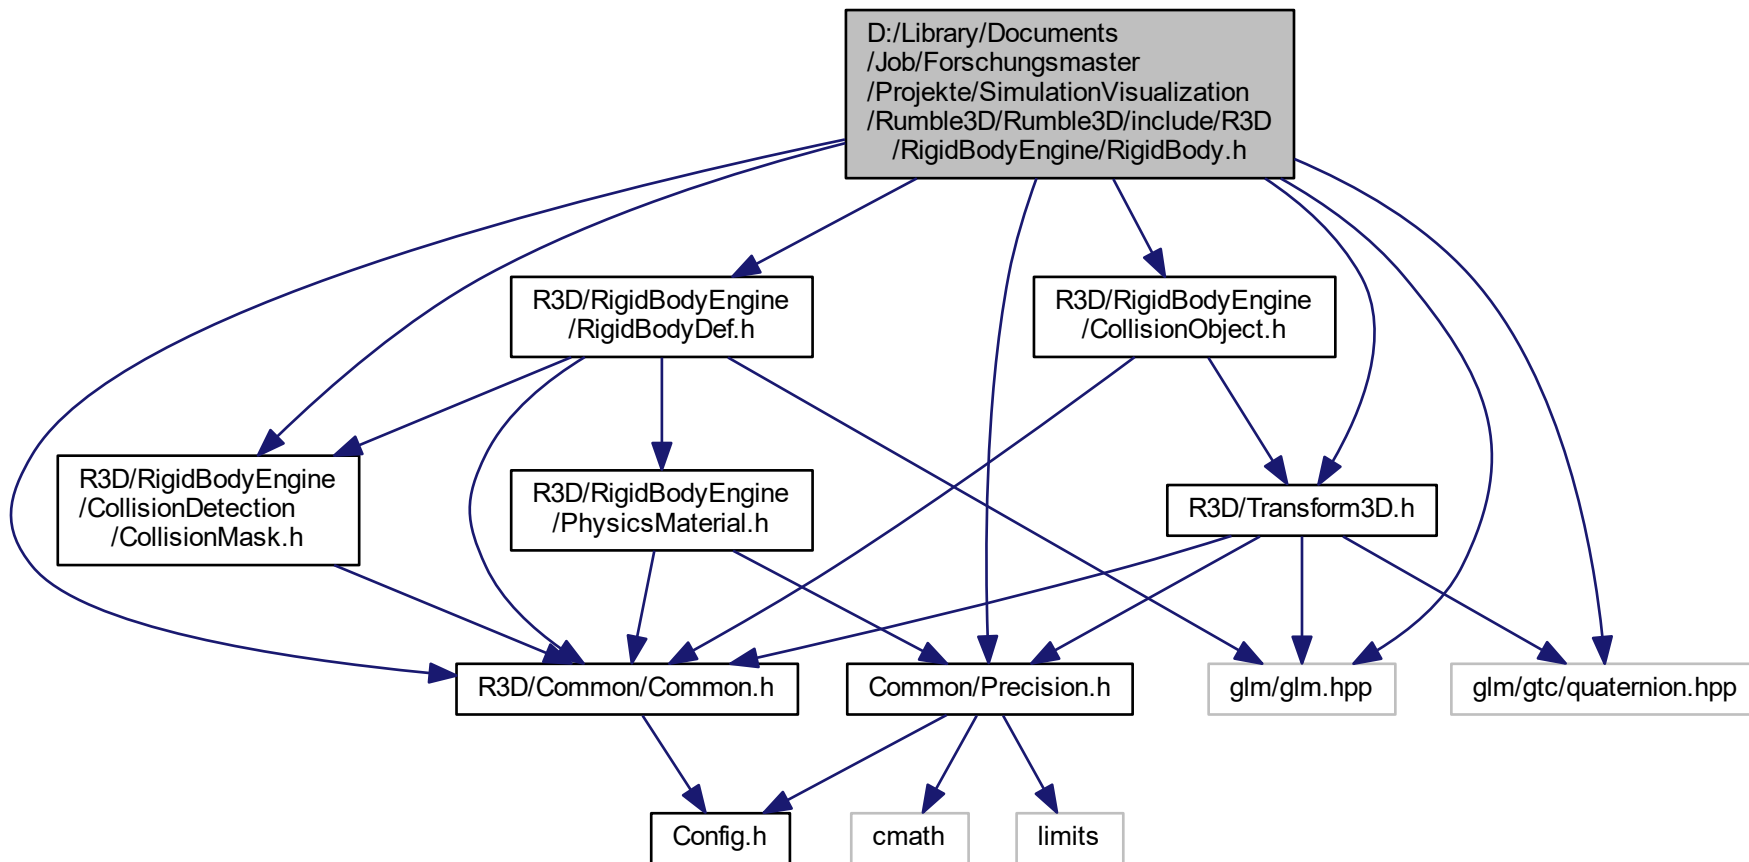 D:/Library/Documents
/Job/Forschungsmaster
/Projekte/SimulationVisualization
/Rumble3D/Rumble3D/include/R3D
/RigidBodyEngine/RigidBody.h
R3D/RigidBodyEngine
/RigidBodyDef.h
R3D/RigidBodyEngine
/CollisionObject.h
R3D/RigidBodyEngine
/CollisionDetection
/CollisionMask.h
R3D/RigidBodyEngine
/PhysicsMaterial.h
R3D/Transform3D.h
R3D/Common/Common.h
Common/Precision.h
glm/glm.hpp
glm/gtc/quaternion.hpp
Config.h
cmath
limits